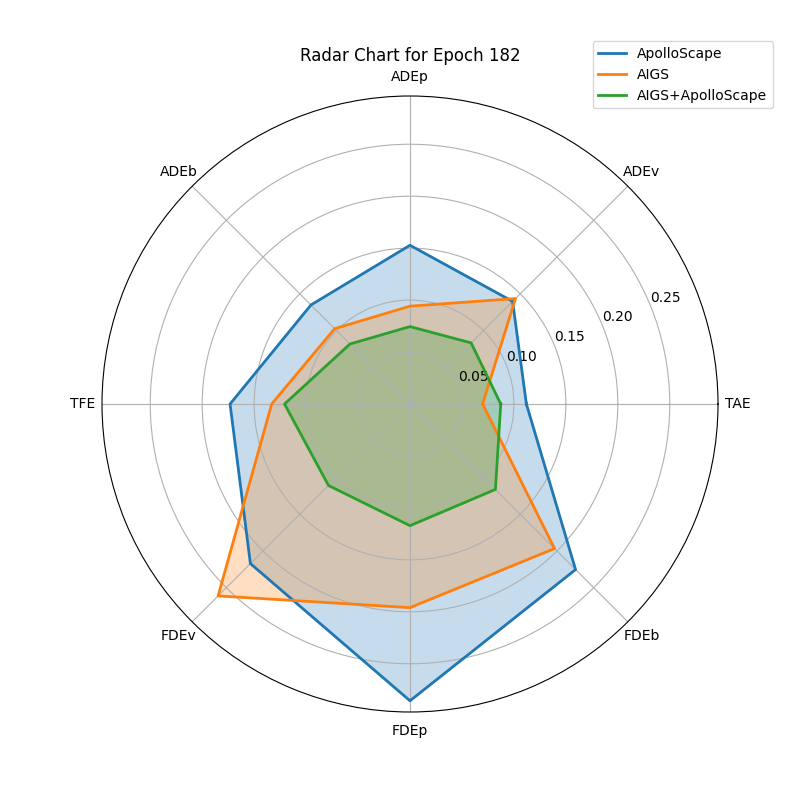 Radar Chart for Epoch 182
ApolloScape
AIGS
AIGS+ApolloScape
ADEp
ADEb
ADEv
0.25
0.20
0.15
0.10
0.05
TFE
TAE
FDEv
FDEb
FDEp